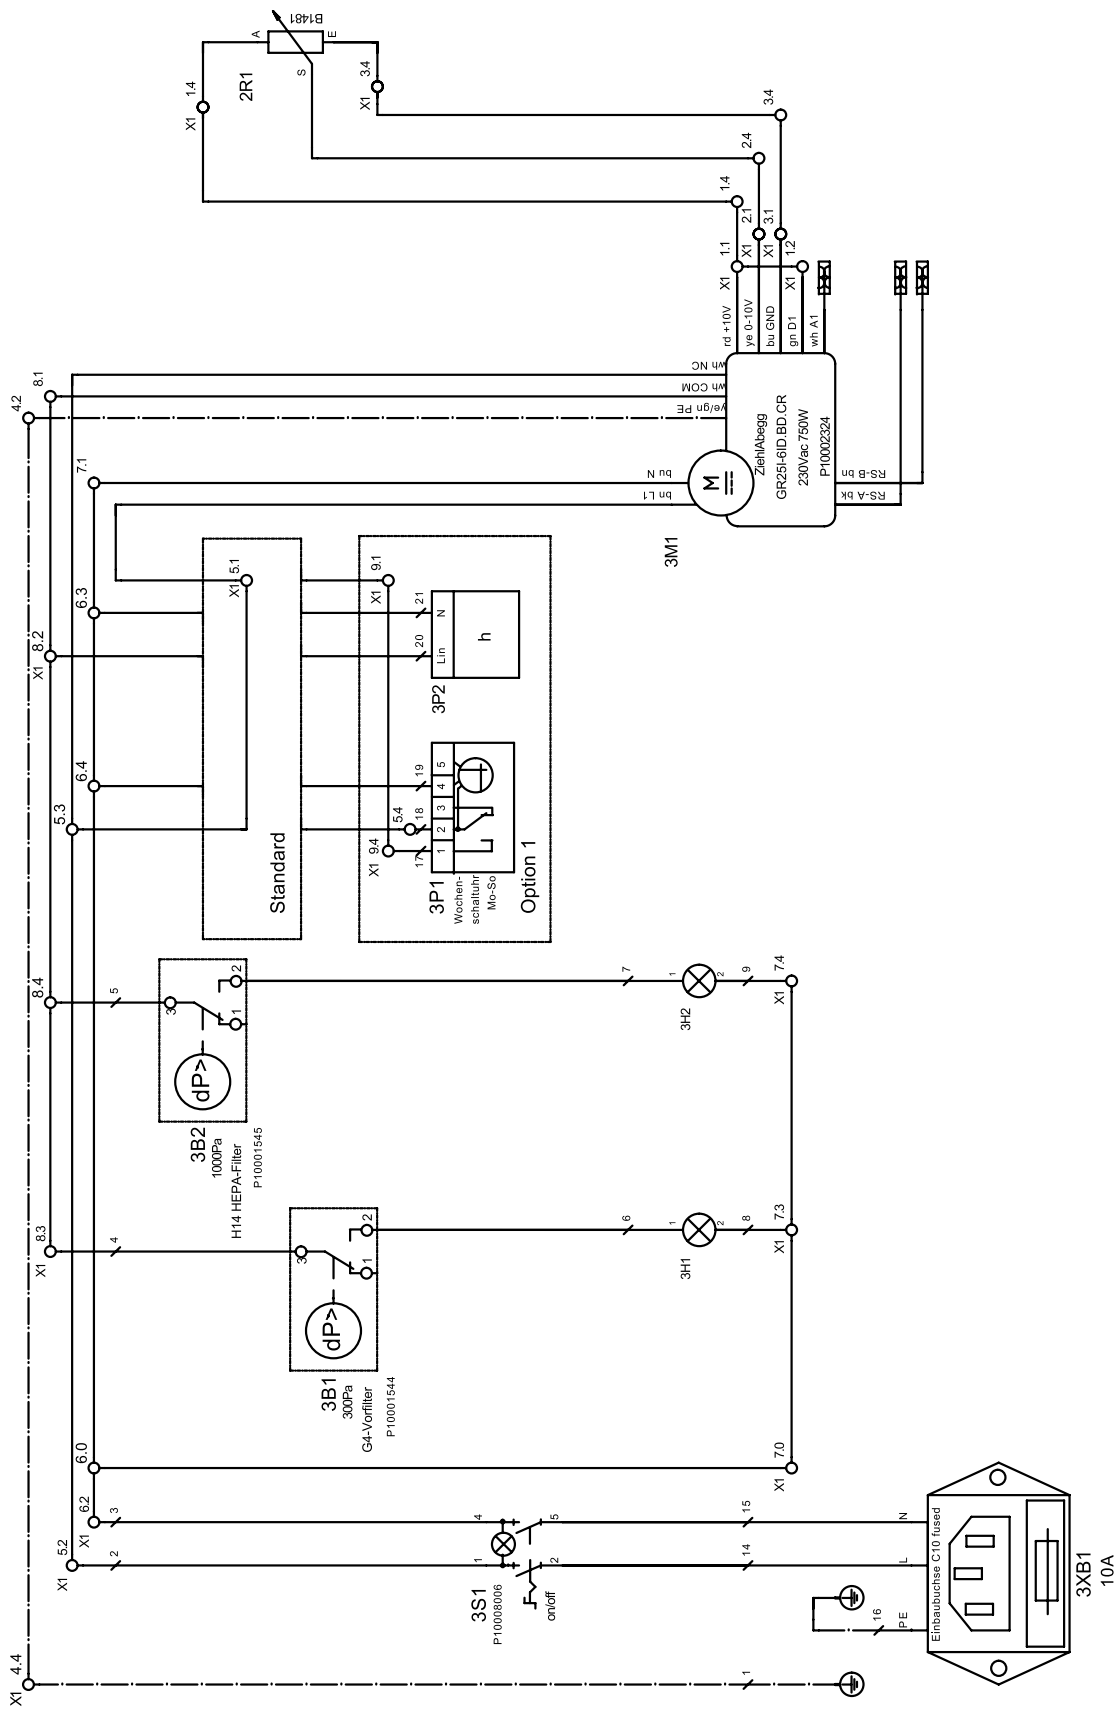 X1 4.4
X1 5.2
X1 6.2
6.0
X1 8.3
8.4
5.3
6.4
X1 8.2
6.3
7.1
8.1
4.2
X1 1.4
A
B1481
E
S
2R1
3.4
X1
3.4
2.4
1.4
2.1
3.1
1.1
X1
X1
X1
1.2
X1
rd +10V
ye 0-10V
bu GND
gn D1
wh A1
wh NC
wh COM
ye/gn PE
bu N
bn L1
M
ZiehlAbegg
GR25I-6ID.BD.CR
230Vac 750W
P10002324
RS-B bn
RS-A bk
3M1
X1 5.1
Standard
X1
9.1
21
N
20
Lin
h
3P2
19
5.4
18
X1 9.4
17
1
2
3
4
5
3P1
Wochen-
schaltuhr
Mo-So
Option 1
5
3
2
1
dP>
3B2
1000Pa
H14 HEPA-Filter
P10001545
7
1
2
9
3H2
X1
7.4
4
3
2
1
dP>
3B1
300Pa
G4-Vorfilter
P10001544
6
1
2
8
3H1
X1
7.3
X1
7.0
2
3
1
4
2
5
3S1
P10008006
on/off
14
15
L
N
16
PE
Einbaubuchse C10 fused
3XB1
10A
1